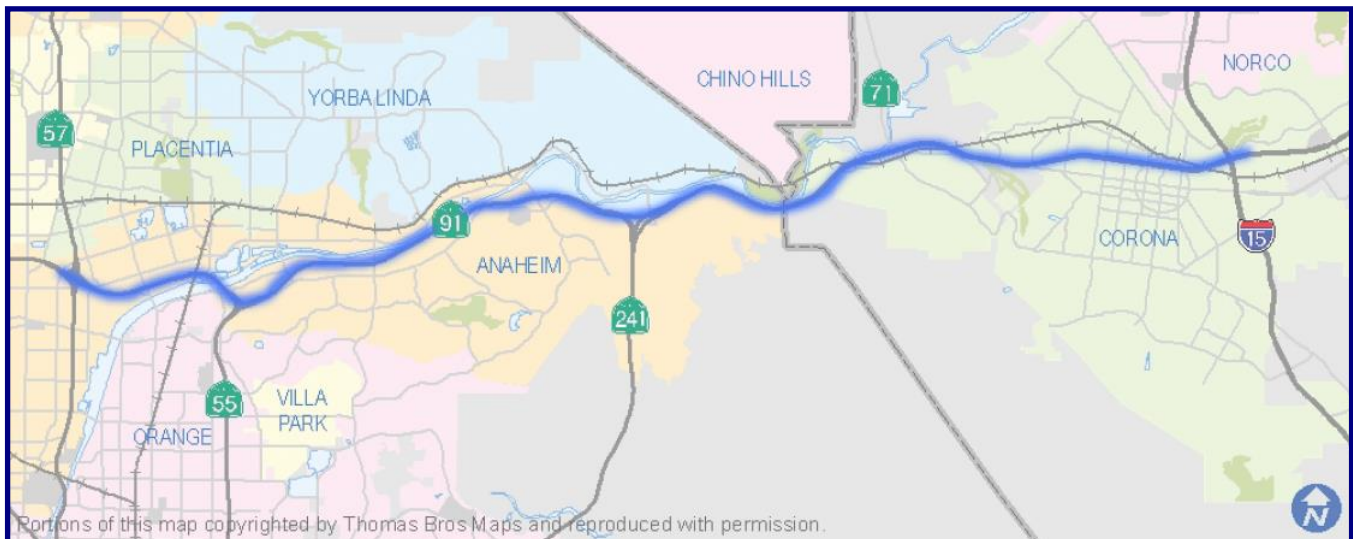 NORCO
CHINO HILLS
71
YORBA LINDA
57
PLACENTIA
91
CORONA
15
ANAHEIM
241
55
VILLA
PARK
ORANGE
Portions of this map copyrighted by Thomas Bros Maps and reproduced with permission.
N